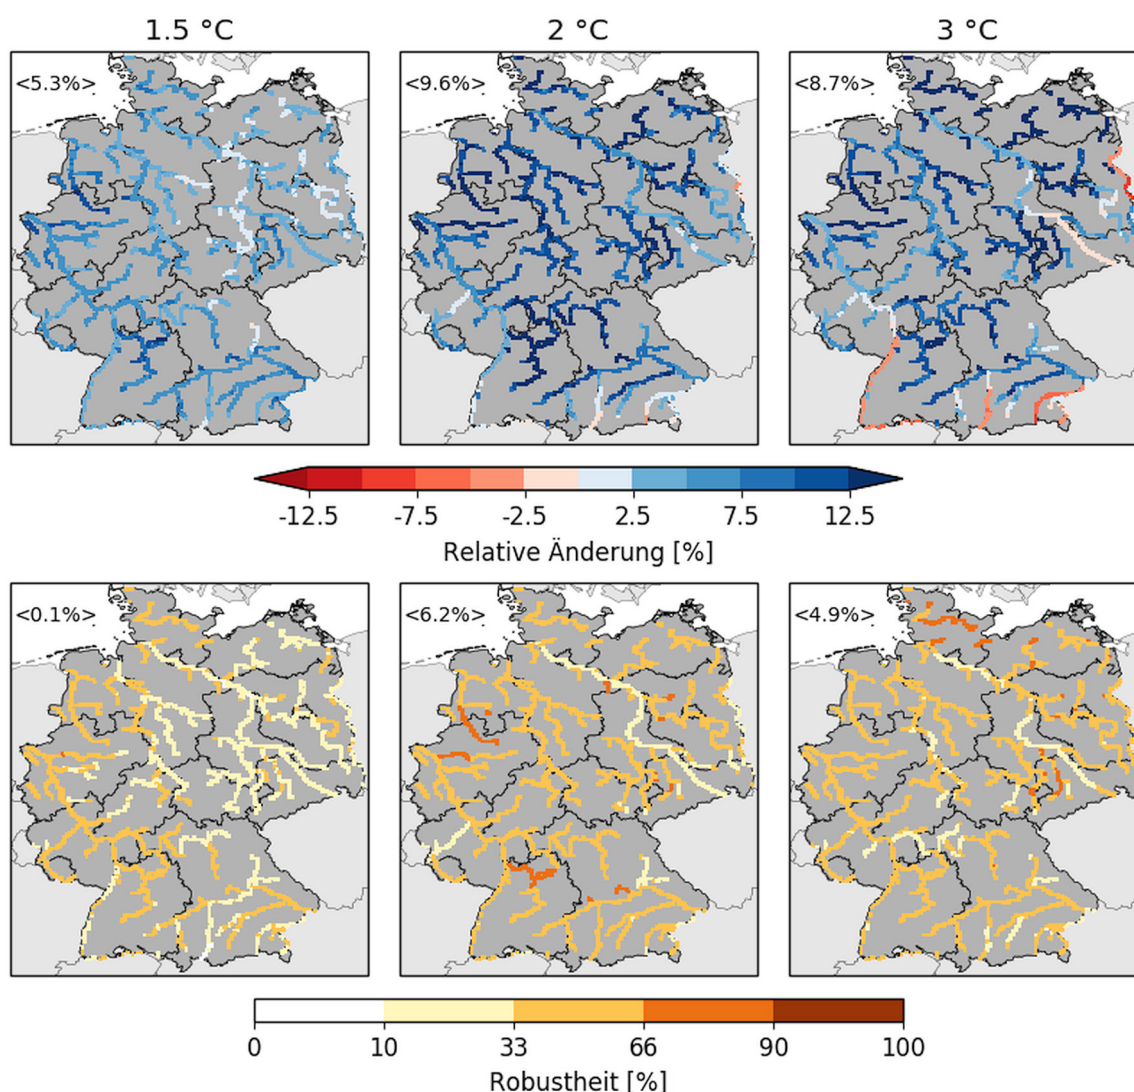 1.5 °C 2 °C 3 °C
<5.3%> <9.6%> <8.7%>
-12.5 -7.5 -2.5 2.5 7.5 12.5
Relative Änderung [%]
<0.1%> <6.2%> <4.9%>
0 10 33 66 90 100
Robustheit [%]